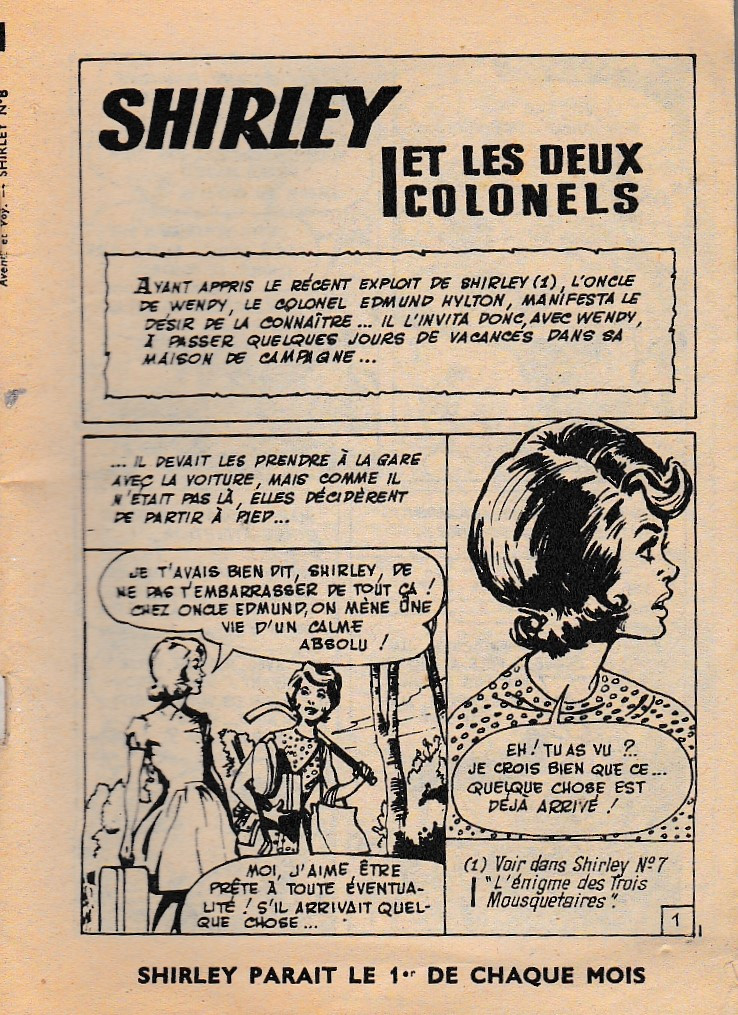 Avent. et Voy. — SHIRLEY N°8
SHIRLEY
ET LES DEUX
COLONELS
AYANT APPRIS LE RÉCENT EXPLOIT DE SHIRLEY (1), L'ONCLE
DE WENDY, LE COLONEL EDMUND HYLTON, MANIFESTA LE
DÉSIR DE LA CONNAÎTRE... IL L'INVITA DONC, AVEC WENDY,
À PASSER QUELQUES JOURS DE VACANCES DANS SA
MAISON DE CAMPAGNE...
... IL DEVAIT LES PRENDRE À LA GARE
AVEC LA VOITURE, MAIS COMME IL
N'ÉTAIT PAS LÀ, ELLES DÉCIDÈRENT
DE PARTIR À PIED...
JE T'AVAIS BIEN DIT, SHIRLEY, DE
NE PAS T'EMBARRASSER DE TOUT ÇA !
CHEZ ONCLE EDMUND, ON MÈNE UNE
VIE D'UN CALME
ABSOLU !
MOI, J'AIME ÊTRE
PRÊTE À TOUTE ÉVENTUA-
LITÉ ! S'IL ARRIVAIT QUEL-
QUE CHOSE...
EH ! TU AS VU ?..
JE CROIS BIEN QUE CE...
QUELQUE CHOSE EST
DÉJÀ ARRIVÉ !
(1) Voir dans Shirley Nº 7
"L'énigme des Trois
Mousquetaires".
1
SHIRLEY PARAIT LE 1er DE CHAQUE MOIS